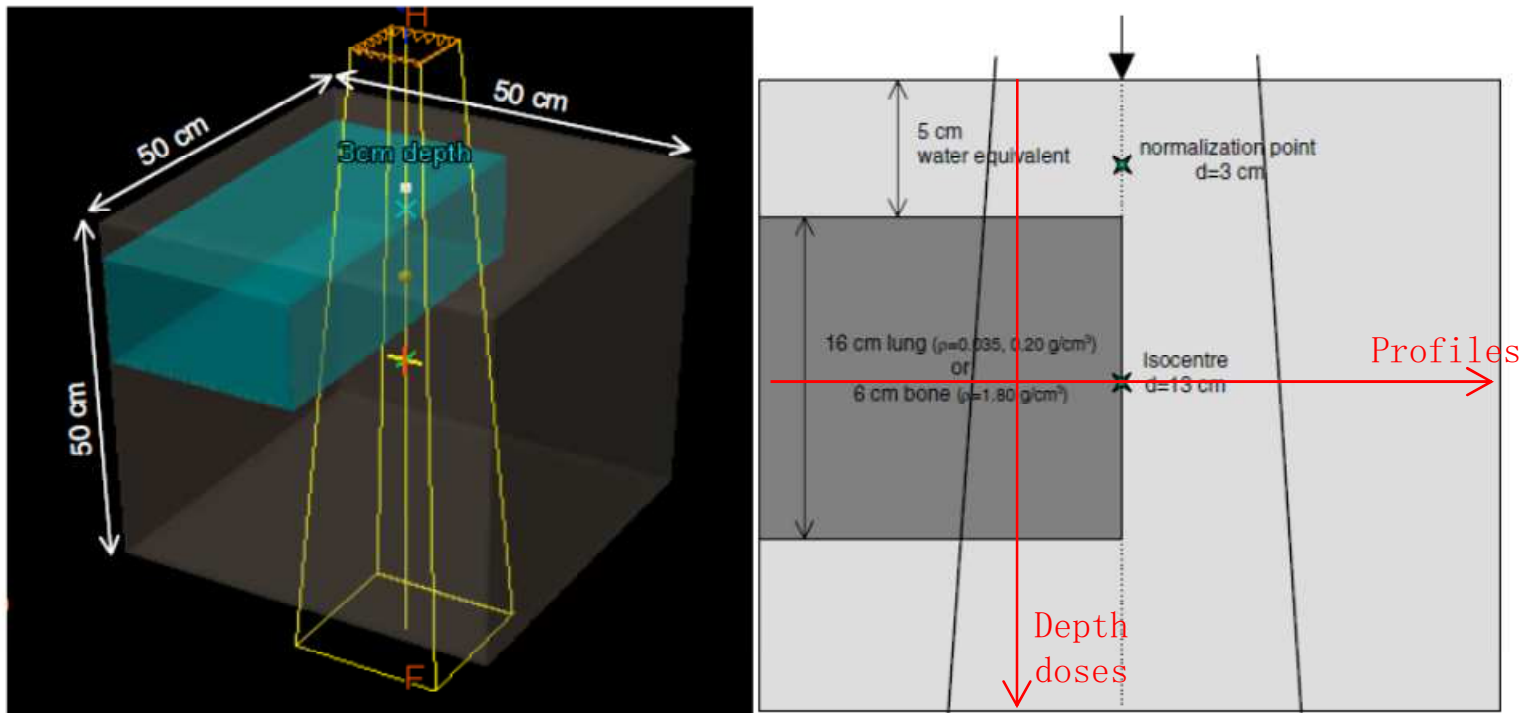 H
50 cm
50 cm
3cm depth
50 cm
F
5 cm
water equivalent
normalization point
d=3 cm
16 cm lung (ρ=0.035, 0.20 g/cm³)
or
6 cm bone (ρ=1.80 g/cm³)
Profiles
Isocentre
d=13 cm
Depth
doses